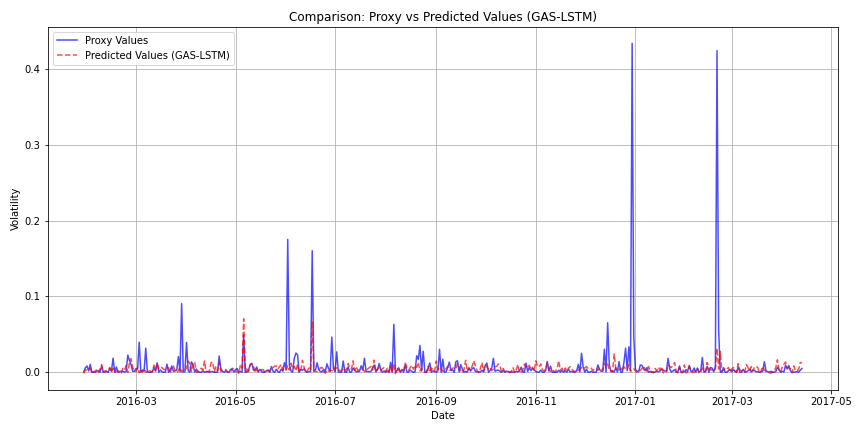 Comparison: Proxy vs Predicted Values (GAS-LSTM)
Proxy Values
Predicted Values (GAS-LSTM)
Volatility
0.4
0.3
0.2
0.1
0.0
2016-03 2016-05 2016-07 2016-09 2016-11 2017-01 2017-03 2017-05
Date